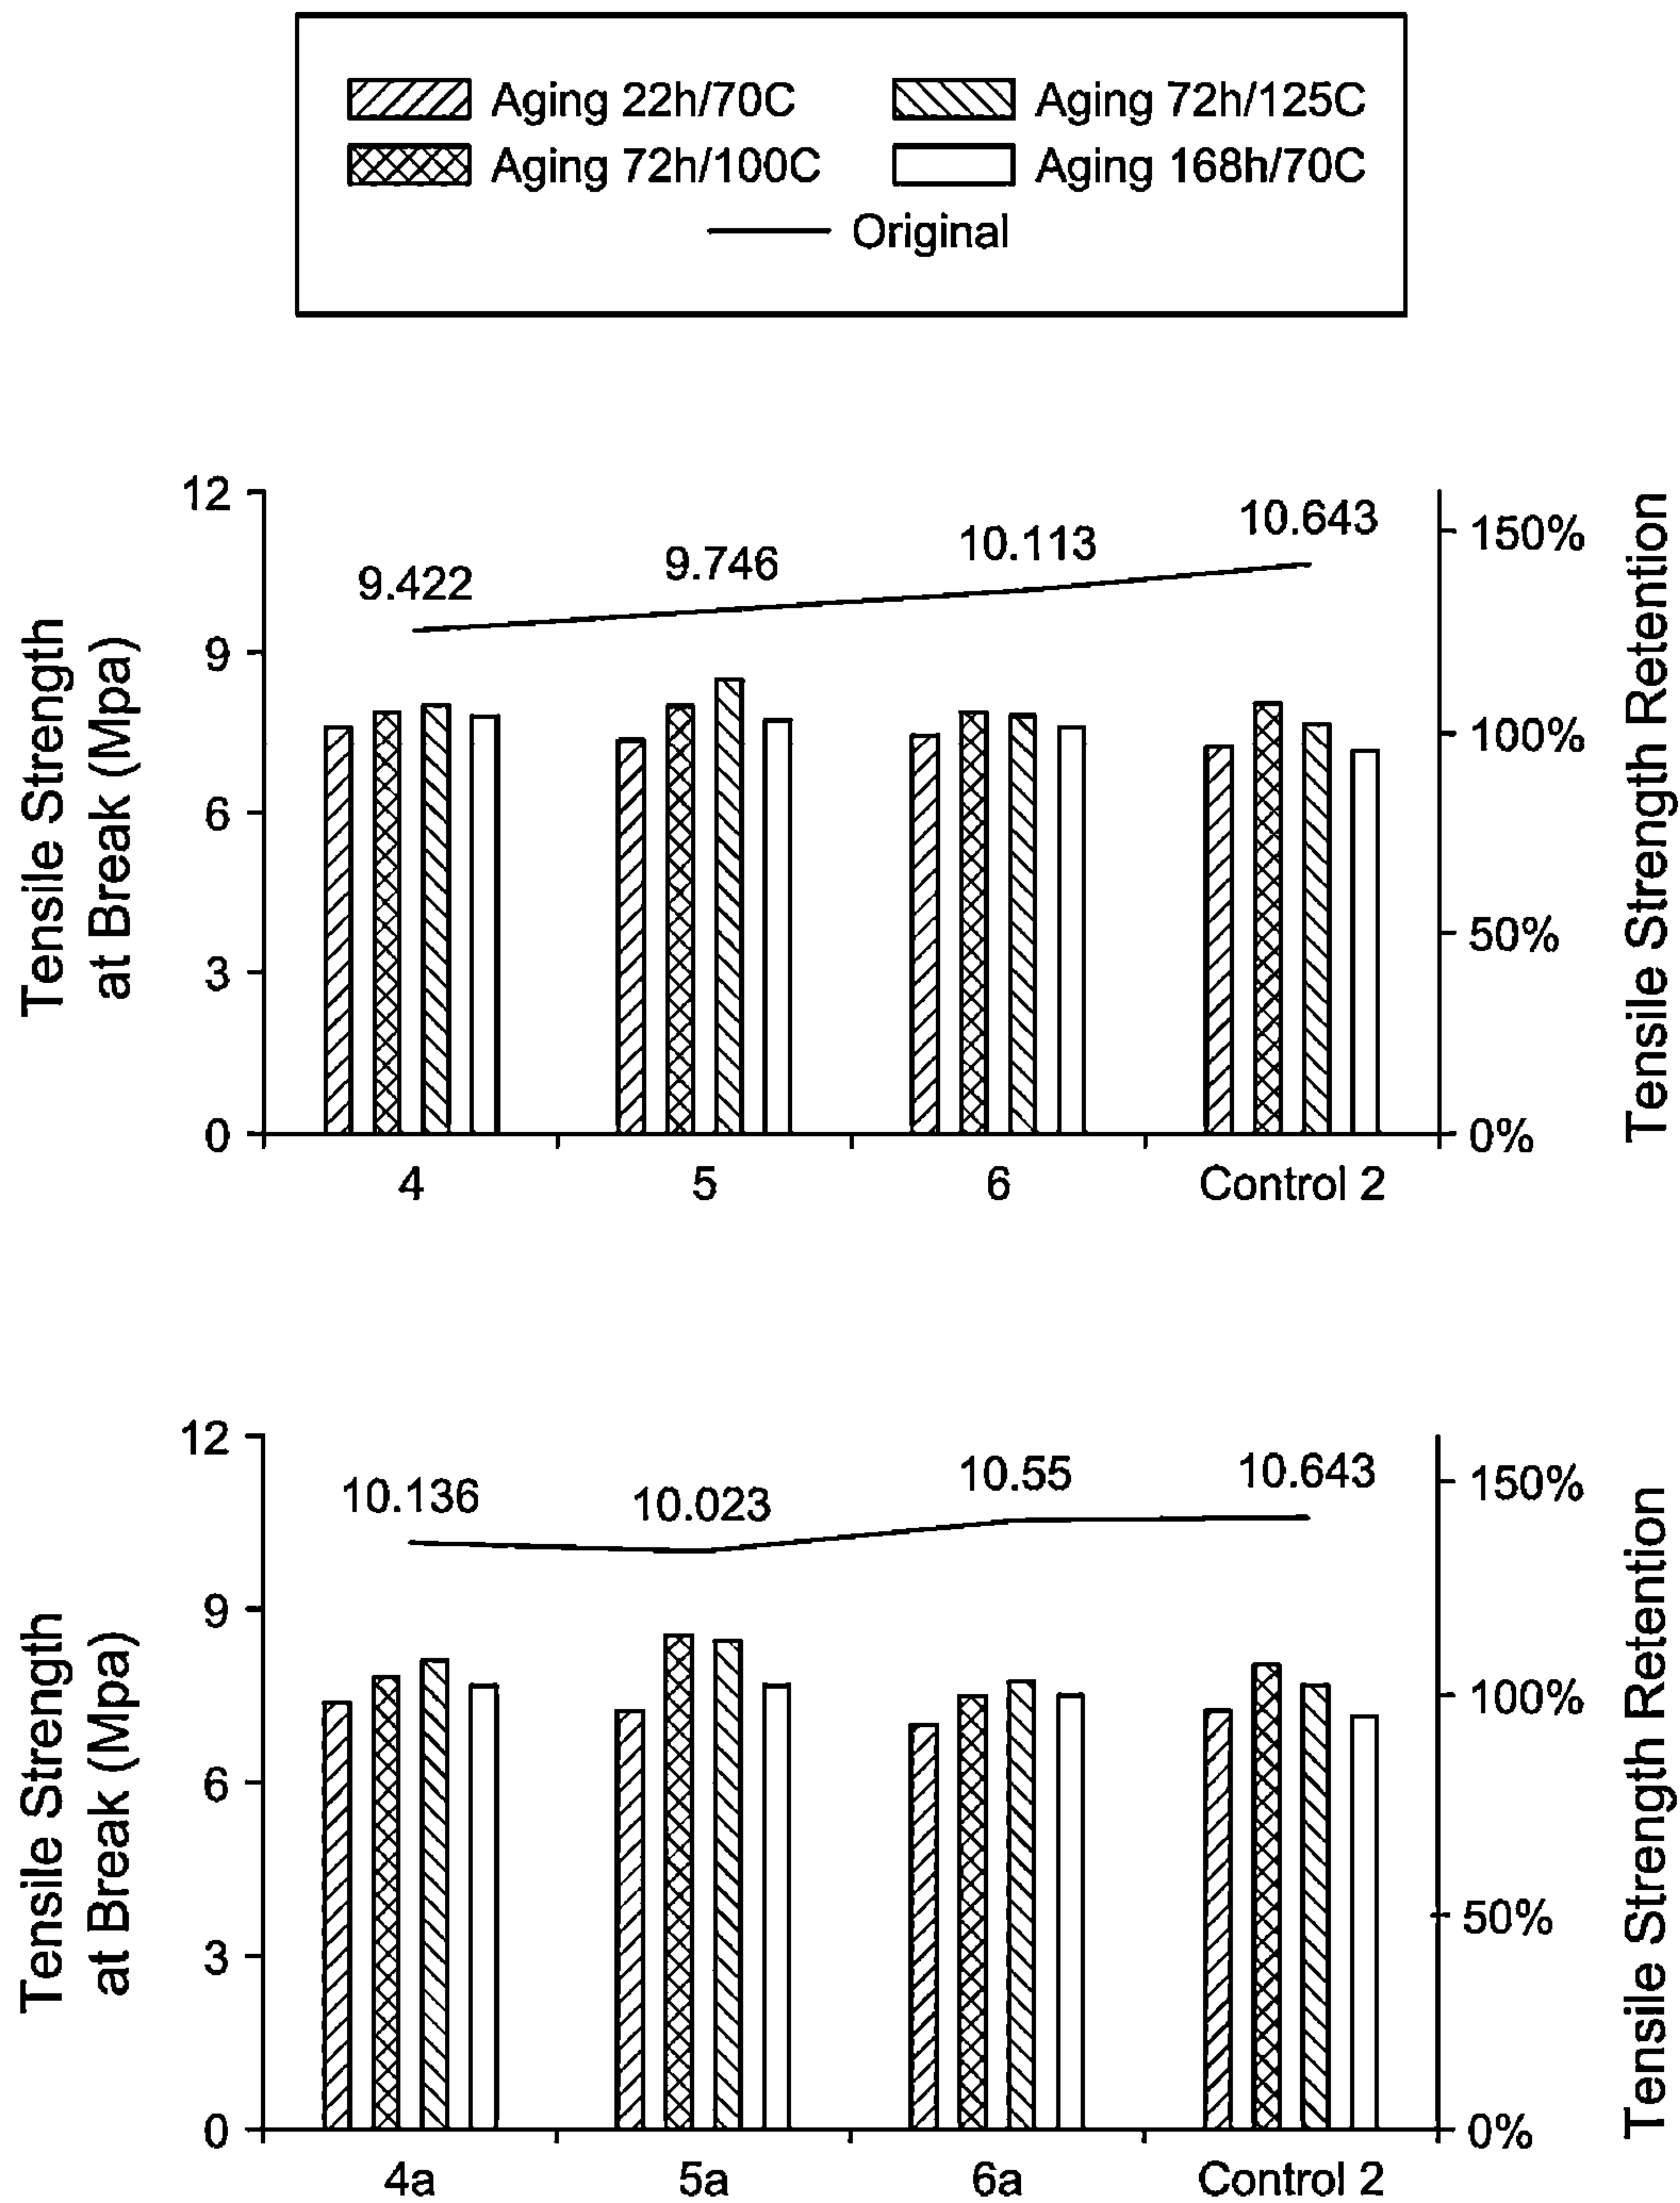 Aging 22h/70C Aging 72h/125C
Aging 72h/100C Aging 168h/70C
Original
Tensile Strength
at Break (Mpa)
12
9
6
3
0
9.422 9.746 10.113 10.643
150%
100%
50%
0%
Tensile Strength Retention
4 5 6 Control 2
Tensile Strength
at Break (Mpa)
12
9
6
3
0
10.136 10.023 10.55 10.643
150%
100%
50%
0%
Tensile Strength Retention
4a 5a 6a Control 2